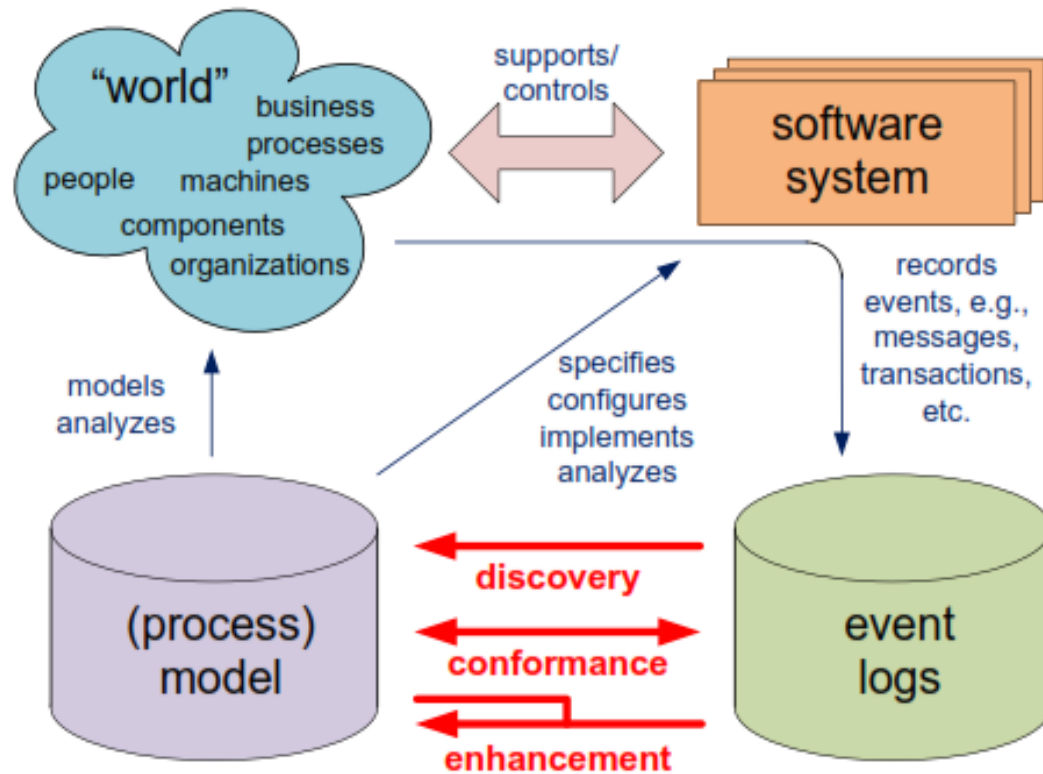 “world”
business
processes
people
machines
components
organizations
supports/
controls
software
system
records
events, e.g.,
messages,
transactions,
etc.
models
analyzes
specifies
configures
implements
analyzes
(process)
model
discovery
conformance
enhancement
event
logs